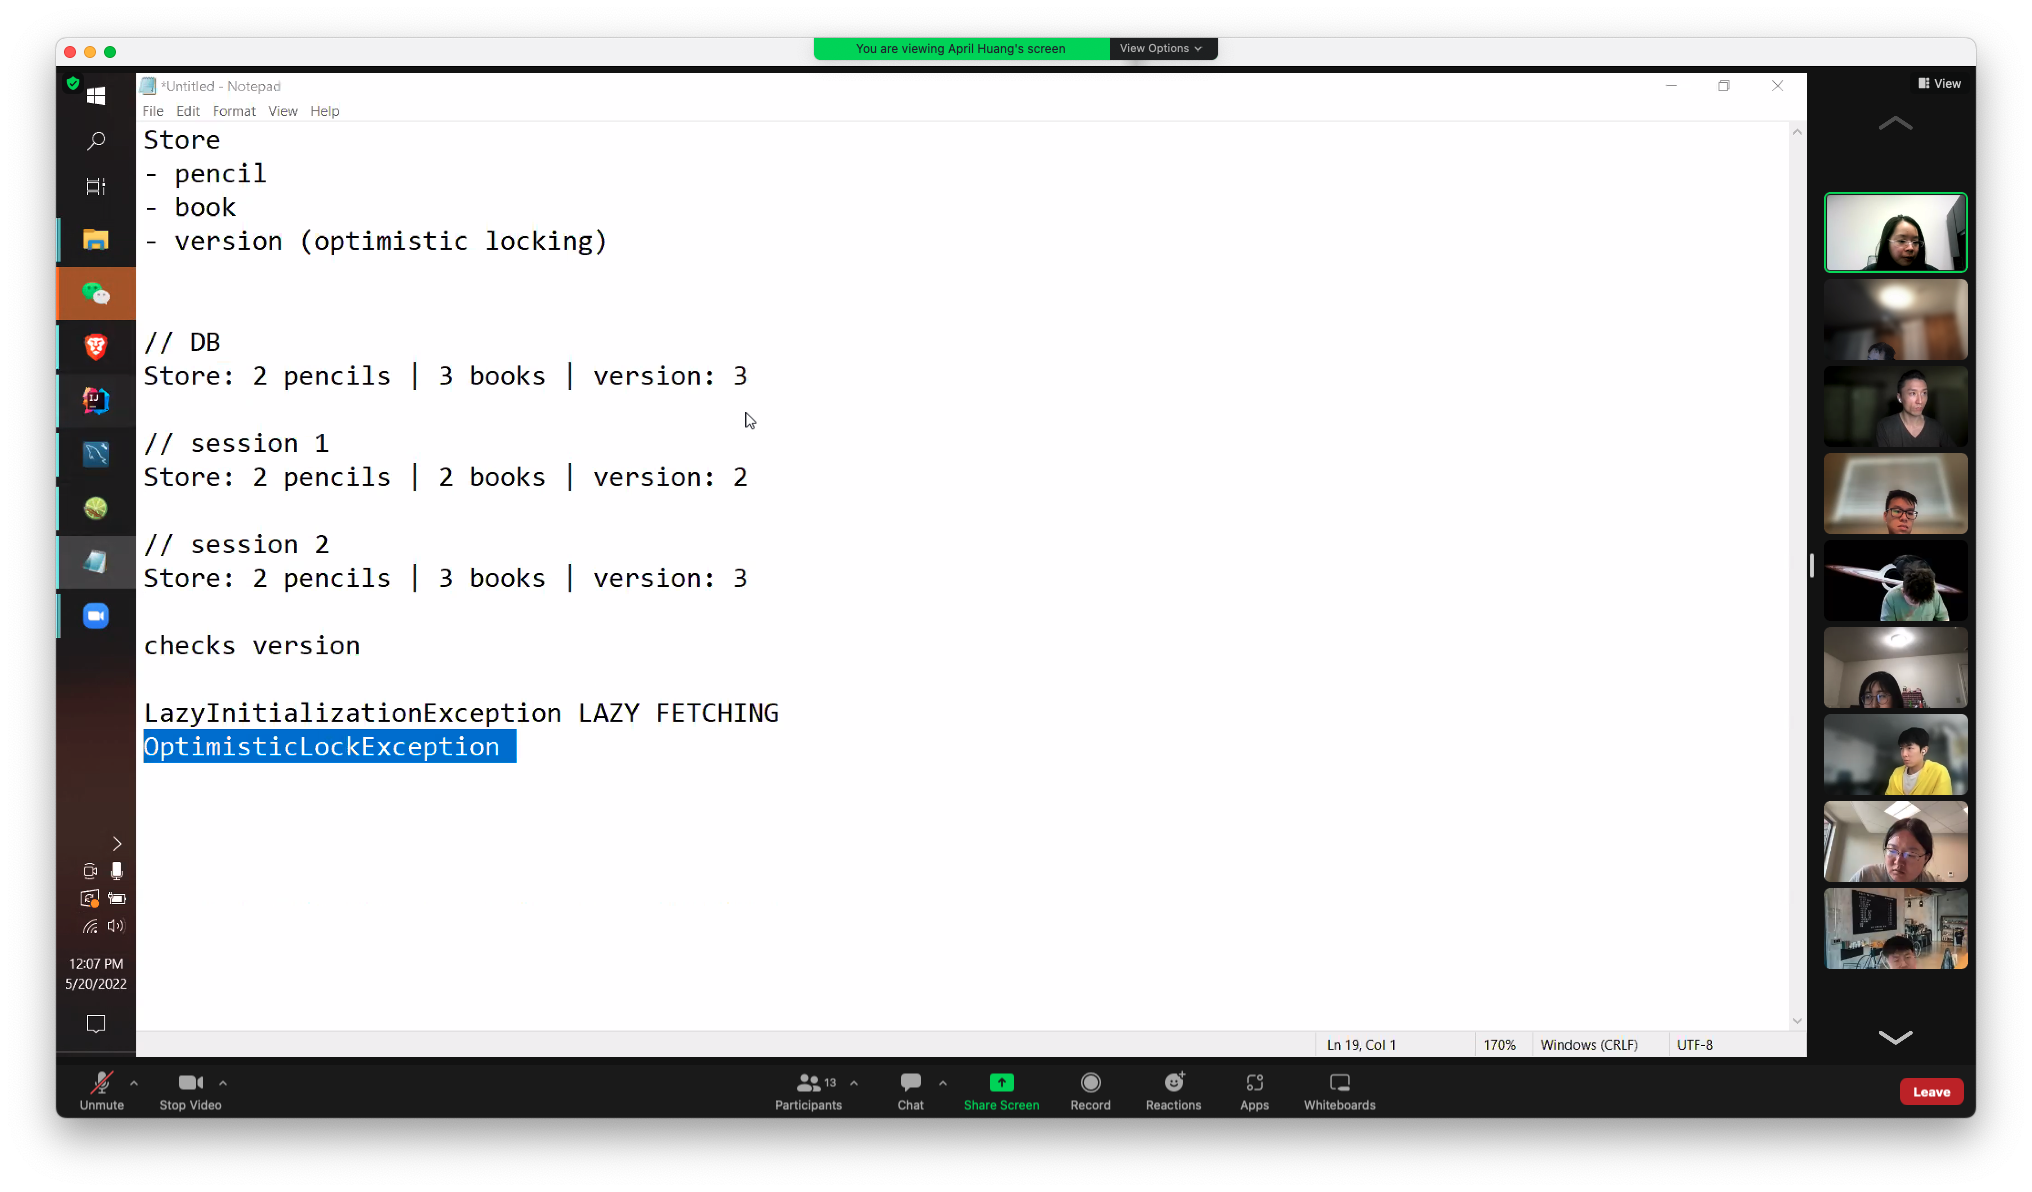 You are viewing April Huang's screen
View Options
View
*Untitled - Notepad
File Edit Format View Help
Store
- pencil
- book
- version (optimistic locking)
// DB
Store: 2 pencils | 3 books | version: 3
// session 1
Store: 2 pencils | 2 books | version: 2
// session 2
Store: 2 pencils | 3 books | version: 3
checks version
LazyInitializationException LAZY FETCHING
OptimisticLockException
12:07 PM
5/20/2022
Ln 19, Col 1
170%
Windows (CRLF)
UTF-8
Unmute
Stop Video
13
Participants
Chat
Share Screen
Record
Reactions
Apps
Whiteboards
Leave